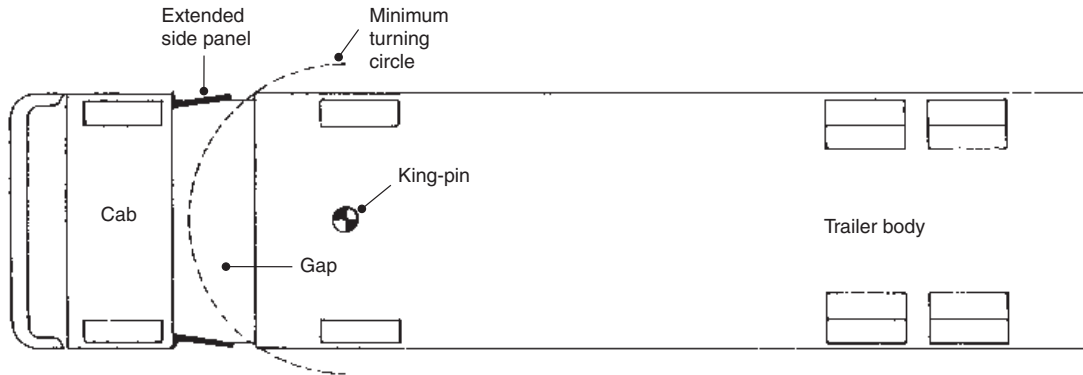 Extended
side panel
Minimum
turning
circle
King-pin
Cab
Trailer body
Gap